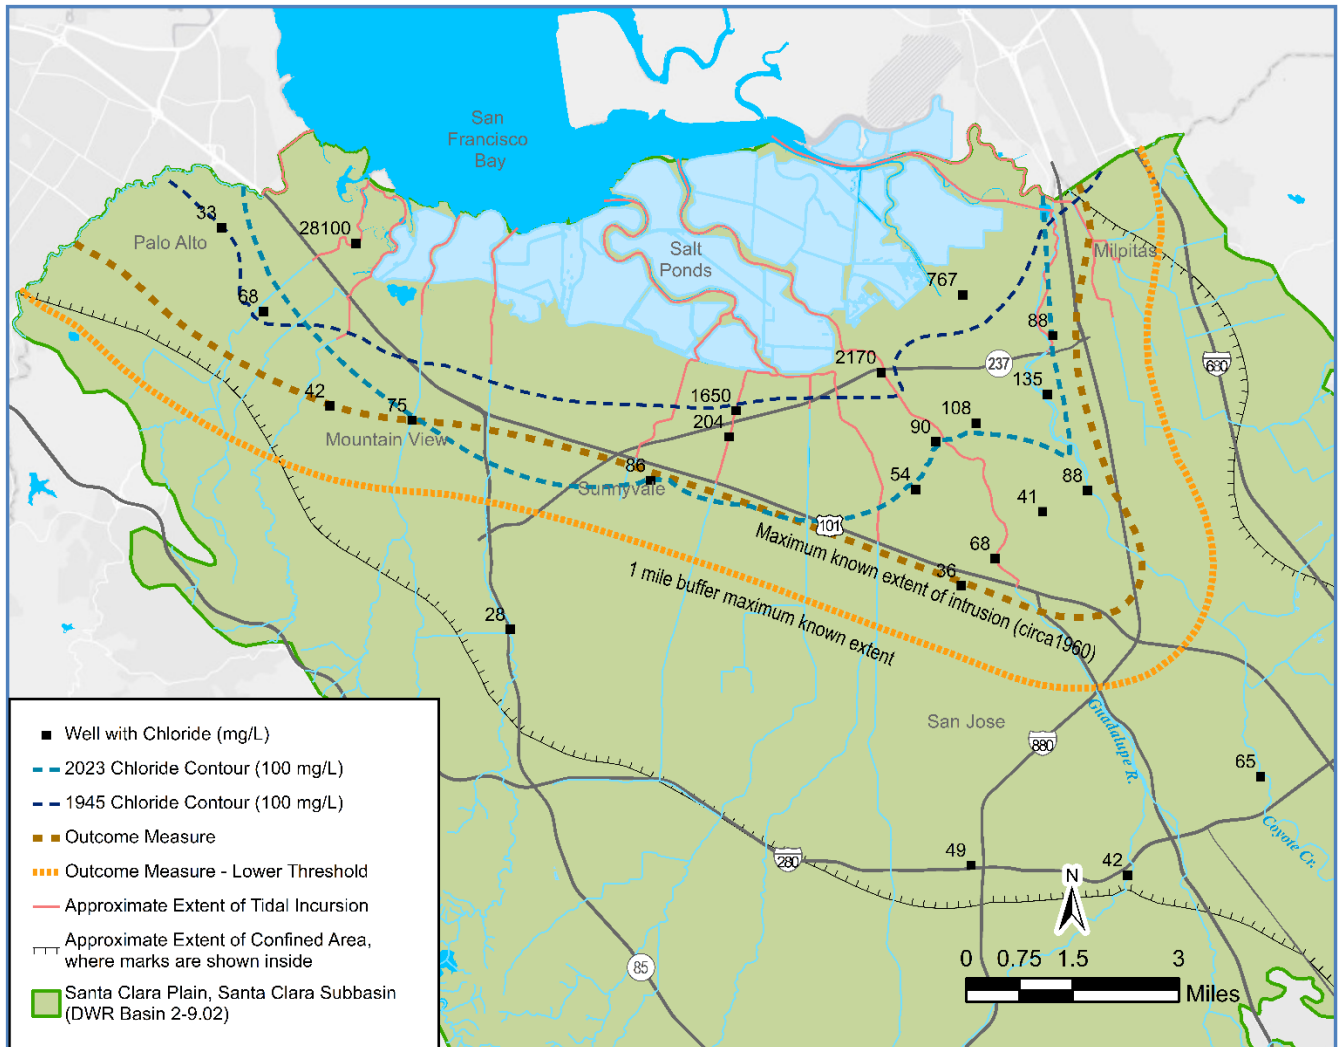 San
Francisco
Bay
33
Palo Alto
28100
Salt
Ponds
Milpitas
767
68
88
2170
237
680
135
42
75
1650
108
204
90
Mountain View
86
Sunnyvale
54
88
41
101
Maximum known extent of intrusion (circa1960)
68
36
1 mile buffer maximum known extent
28
Guadalupe R.
San Jose
880
65
Coyote Cr.
280
49
42
N
85
0 0.75 1.5 3
Miles
Well with Chloride (mg/L)
2023 Chloride Contour (100 mg/L)
1945 Chloride Contour (100 mg/L)
Outcome Measure
Outcome Measure - Lower Threshold
Approximate Extent of Tidal Incursion
Approximate Extent of Confined Area,
where marks are shown inside
Santa Clara Plain, Santa Clara Subbasin
(DWR Basin 2-9.02)